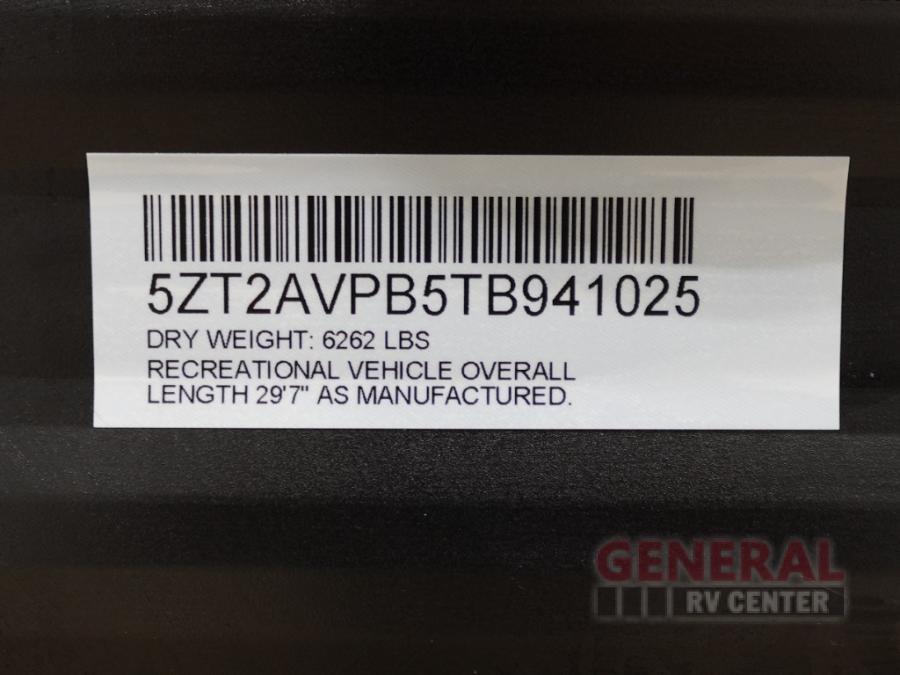 5ZT2AVPB5TB941025
DRY WEIGHT: 6262 LBS
RECREATIONAL VEHICLE OVERALL
LENGTH 29'7" AS MANUFACTURED.
GENERAL
RV CENTER